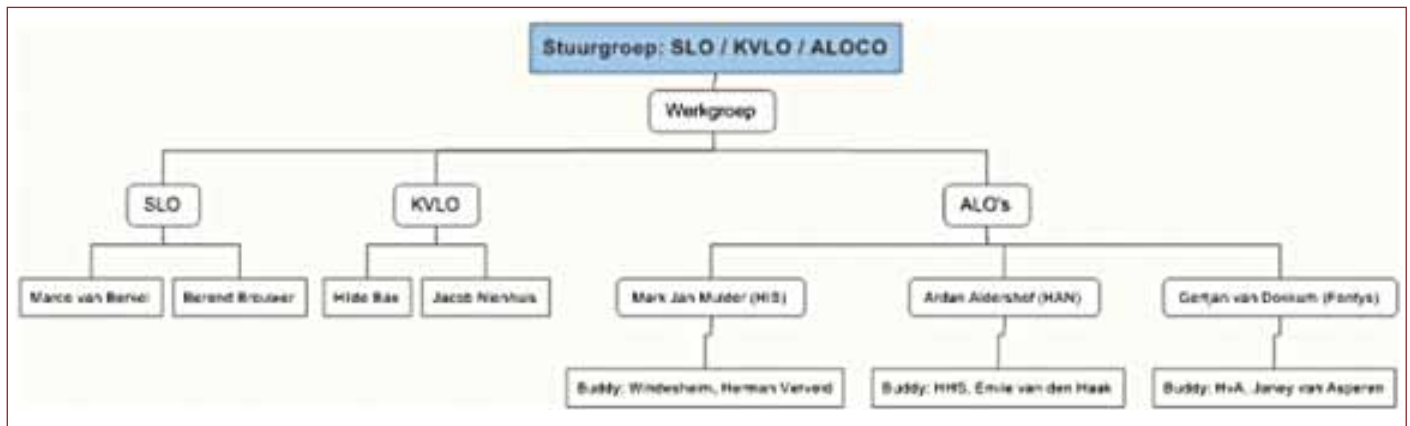 Stuurgroep: SLO / KVLO / ALOCO
Werkgroep
SLO
KVLO
ALO's
Marco van Berkel
Berend Brouwer
Hilde Bax
Jacob Nienhuis
Mark Jan Mulder (HIS)
Ardan Aldershof (HAN)
Gertjan van Dokkum (Fontys)
Buddy: Windesheim, Herman Verveld
Buddy: HHS, Emile van den Haak
Buddy: HvA, Janey van Asperen